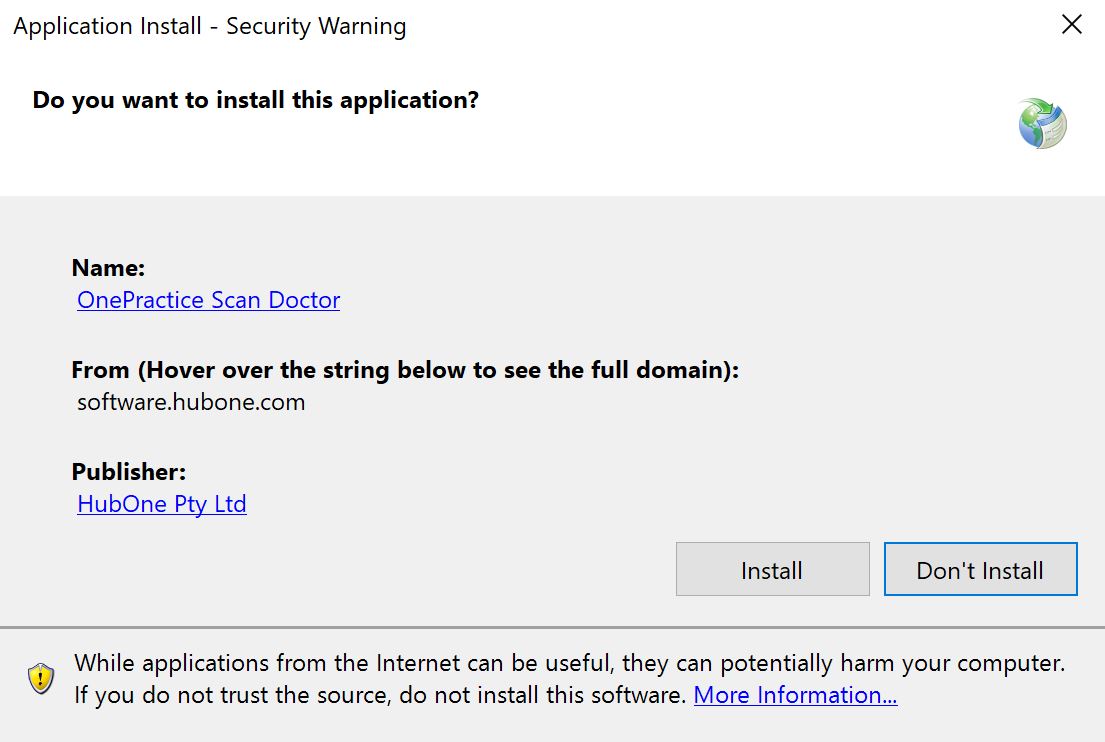 Application Install - Security Warning
Do you want to install this application?
Name:
OnePractice Scan Doctor
From (Hover over the string below to see the full domain):
software.hubone.com
Publisher:
HubOne Pty Ltd
Install
Don't Install
While applications from the Internet can be useful, they can potentially harm your computer.
If you do not trust the source, do not install this software. More Information...